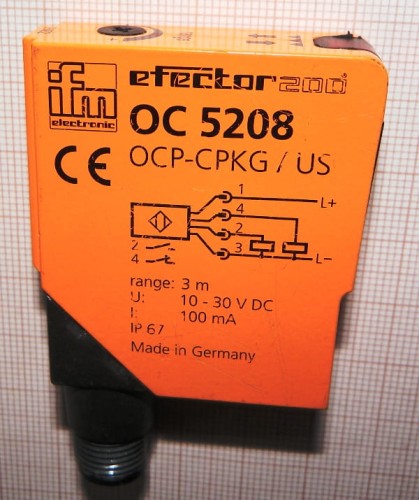 ifm
electronic
efector200
OC 5208
OCP-CPKG / US
CE
1
L+
4
2
2
4
3
L-
range: 3 m
U: 10 - 30 V DC
I: 100 mA
IP 67
Made in Germany